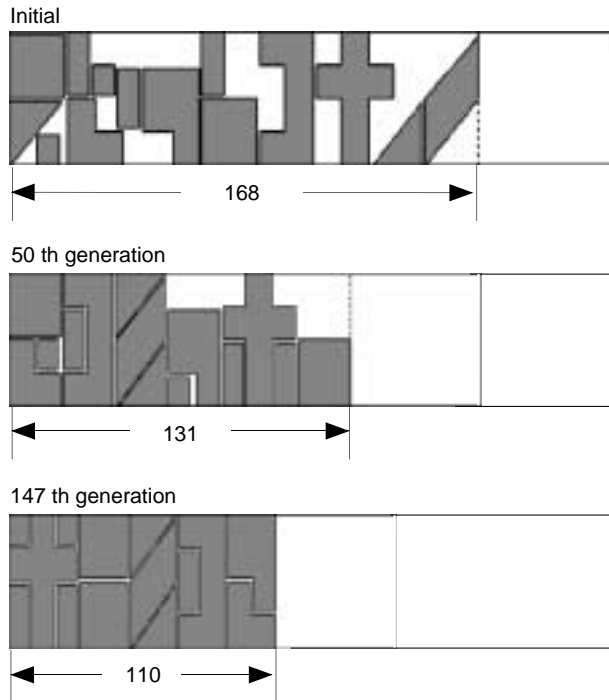 Initial
168
50 th generation
131
147 th generation
110